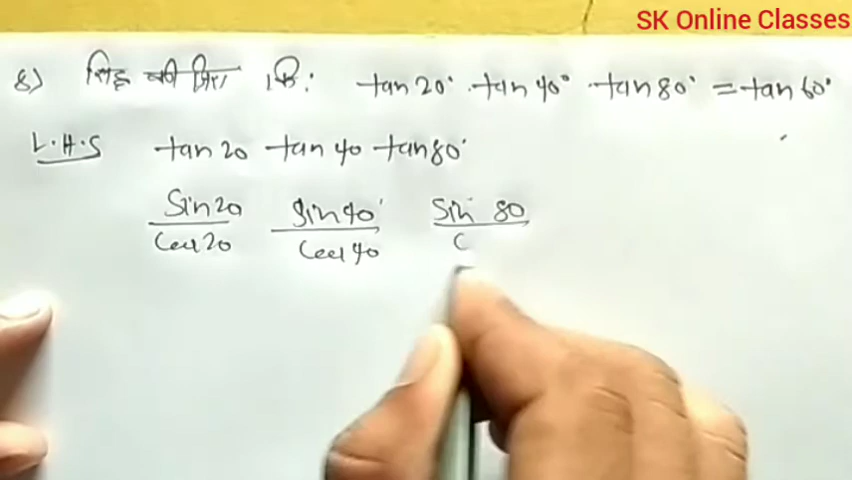 SK Online Classes
8) सिद्ध कि: tan 20° . tan 40° . tan 80° = tan 60°
L.H.S tan 20 tan 40 tan 80°
Sin 20 Sin 40° Sin 80
Cos 20 Cos 40 C